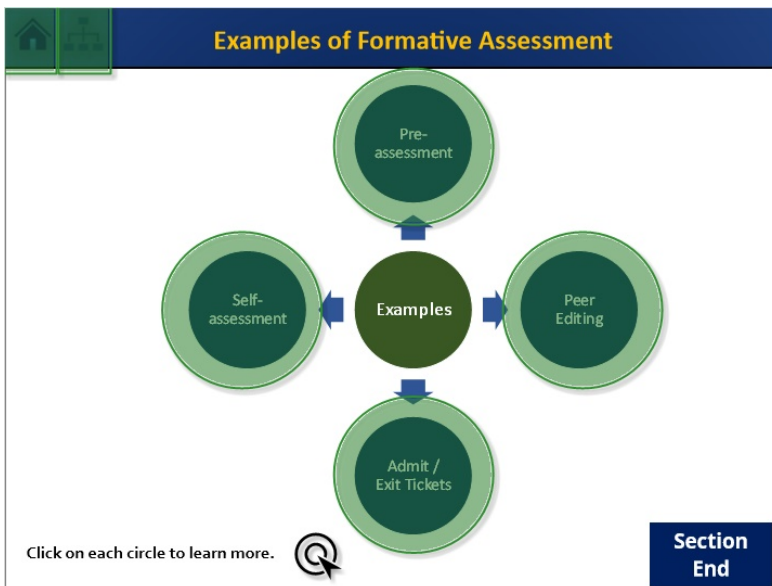 Examples of Formative Assessment
Pre-
assessment
Self-
assessment
Examples
Peer
Editing
Admit /
Exit Tickets
Click on each circle to learn more.
Section
End